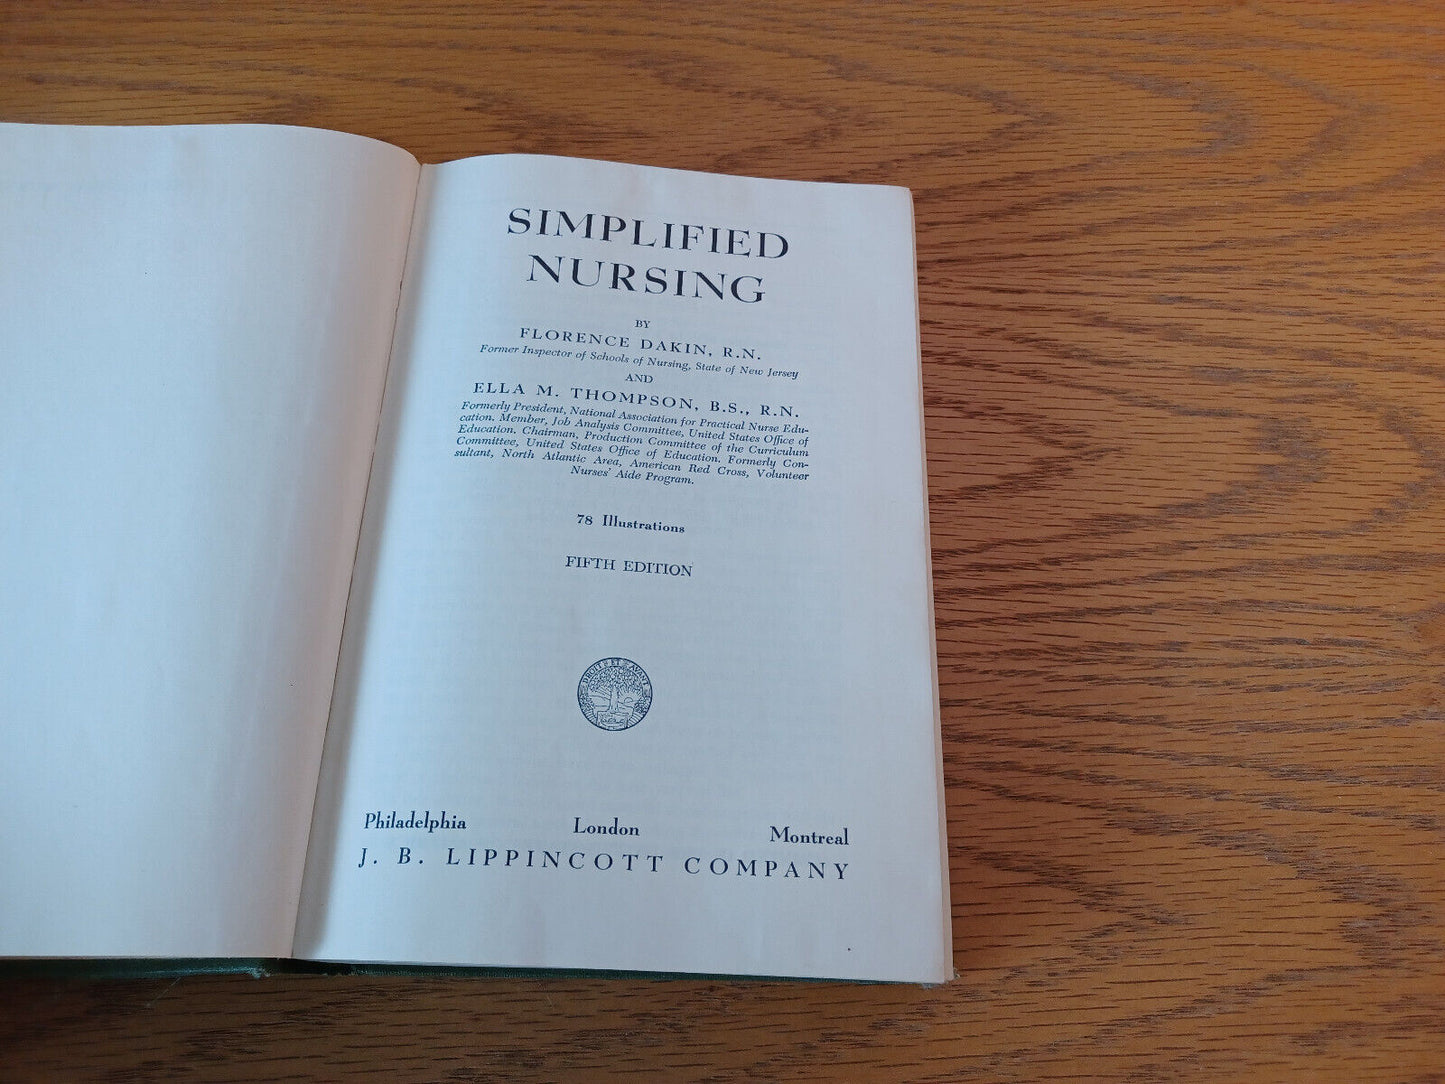 SIMPLIFIED
NURSING
BY
FLORENCE DAKIN, R.N.
Former Inspector of Schools of Nursing, State of New Jersey
AND
ELLA M. THOMPSON, B.S., R.N.
Formerly President, National Association for Practical Nurse Edu-
cation. Member, Job Analysis Committee, United States Office of
Education. Chairman, Production Committee of the Curriculum
Committee, United States Office of Education. Formerly Con-
sultant, North Atlantic Area, American Red Cross, Volunteer
Nurses' Aide Program.
78 Illustrations
FIFTH EDITION
DROIT ET AVANT
Philadelphia London Montreal
J. B. LIPPINCOTT COMPANY